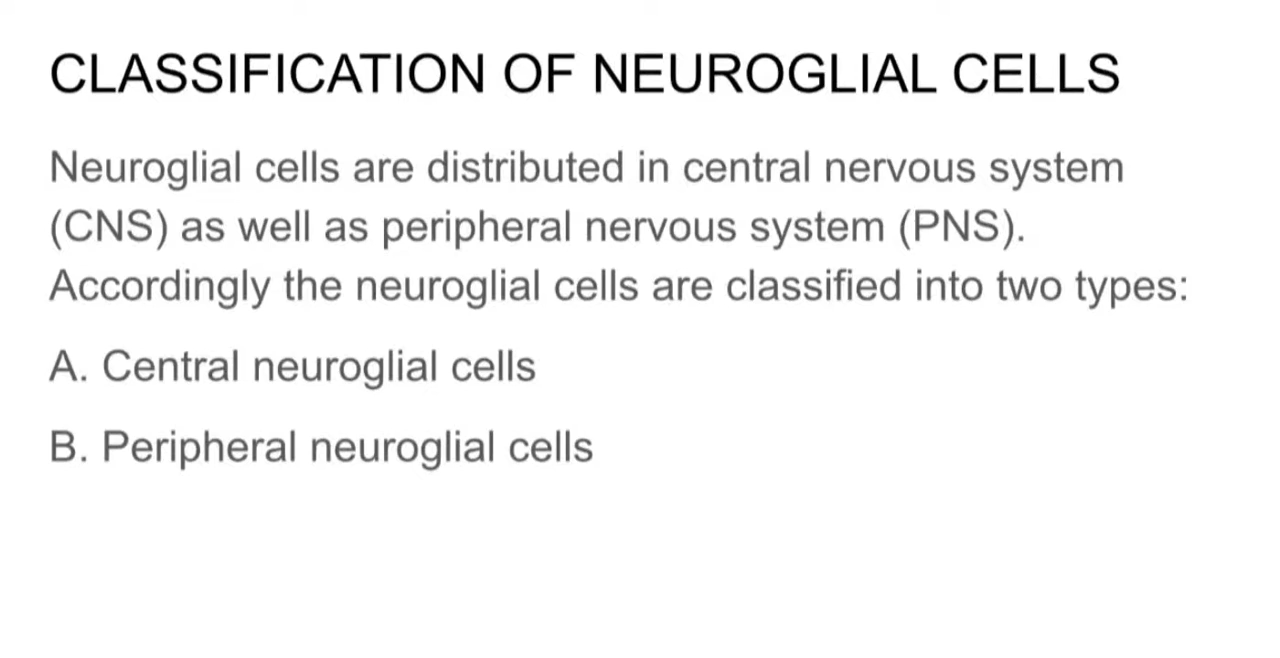 CLASSIFICATION OF NEUROGLIAL CELLS
Neuroglial cells are distributed in central nervous system
(CNS) as well as peripheral nervous system (PNS).
Accordingly the neuroglial cells are classified into two types:
A. Central neuroglial cells
B. Peripheral neuroglial cells